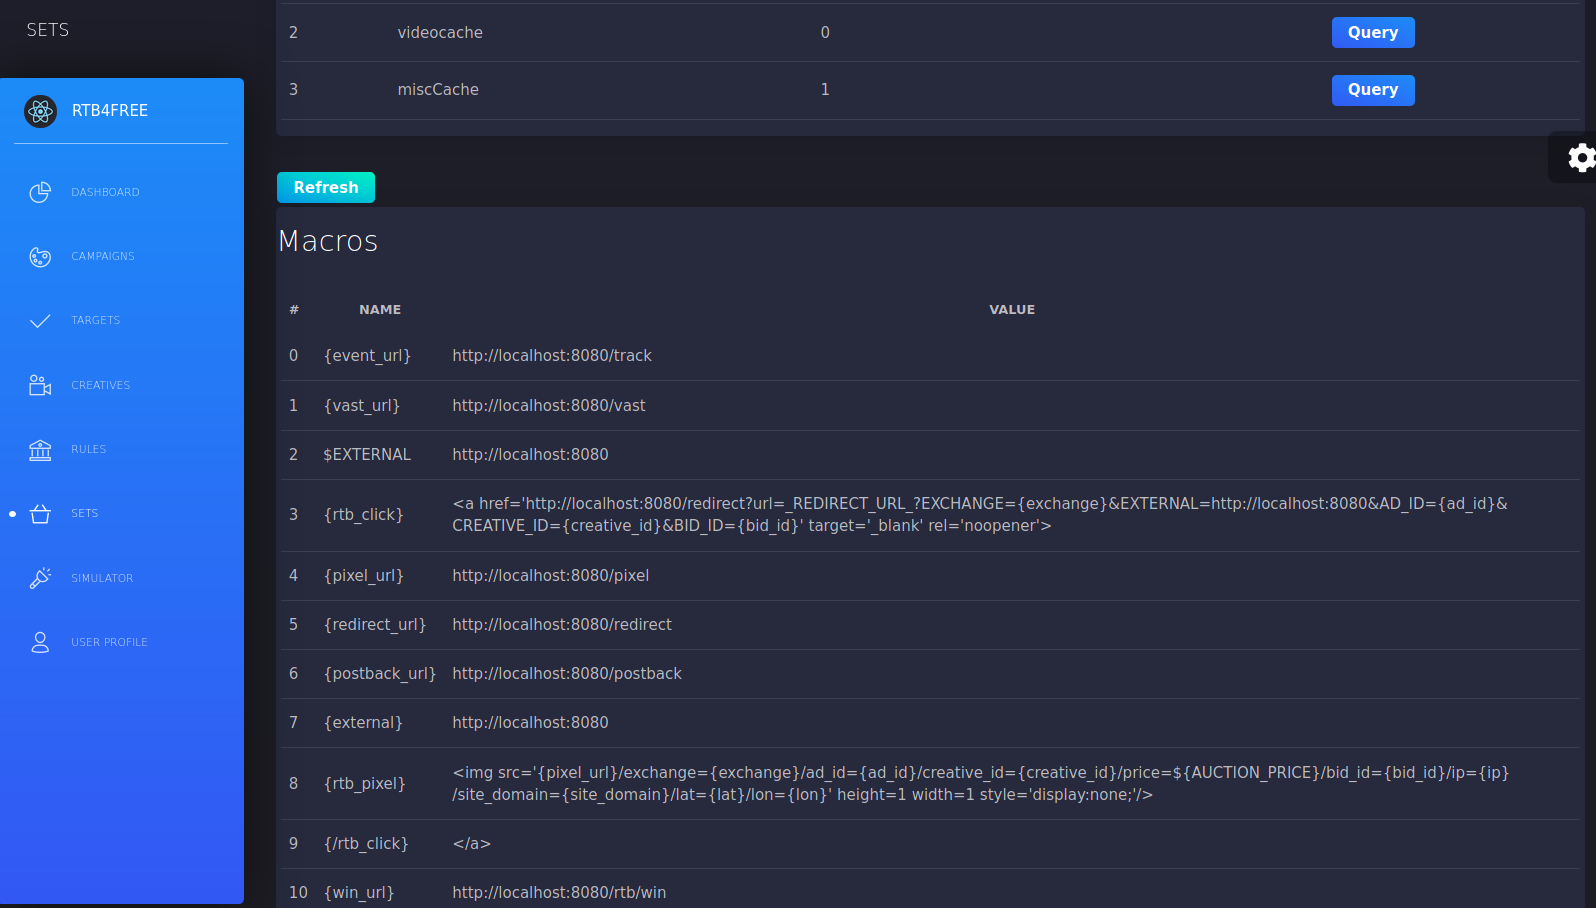 SETS
RTB4FREE
DASHBOARD
CAMPAIGNS
TARGETS
CREATIVES
RULES
SETS
SIMULATOR
USER PROFILE
2 videocache 0 Query
3 miscCache 1 Query
Refresh
Macros
# NAME VALUE
0 {event_url} http://localhost:8080/track
1 {vast_url} http://localhost:8080/vast
2 $EXTERNAL http://localhost:8080
3 {rtb_click} <a href='http://localhost:8080/redirect?url=_REDIRECT_URL_?EXCHANGE={exchange}&EXTERNAL=http://localhost:8080&AD_ID={ad_id}&
CREATIVE_ID={creative_id}&BID_ID={bid_id}' target='_blank' rel='noopener'>
4 {pixel_url} http://localhost:8080/pixel
5 {redirect_url} http://localhost:8080/redirect
6 {postback_url} http://localhost:8080/postback
7 {external} http://localhost:8080
8 {rtb_pixel} <img src='{pixel_url}/exchange={exchange}/ad_id={ad_id}/creative_id={creative_id}/price=${AUCTION_PRICE}/bid_id={bid_id}/ip={ip}
/site_domain={site_domain}/lat={lat}/lon={lon}' height=1 width=1 style='display:none;'/>
9 {/rtb_click} </a>
10 {win_url} http://localhost:8080/rtb/win